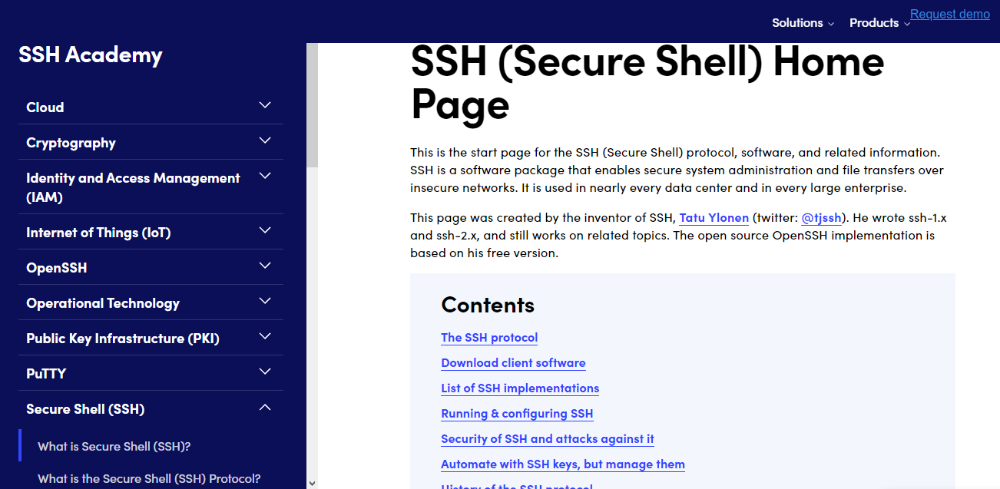 Solutions
Products
Request demo
SSH Academy
Cloud
Cryptography
Identity and Access Management
(IAM)
Internet of Things (IoT)
OpenSSH
Operational Technology
Public Key Infrastructure (PKI)
PuTTY
Secure Shell (SSH)
What is Secure Shell (SSH)?
What is the Secure Shell (SSH) Protocol?
SSH (Secure Shell) Home
Page
This is the start page for the SSH (Secure Shell) protocol, software, and related information.
SSH is a software package that enables secure system administration and file transfers over
insecure networks. It is used in nearly every data center and in every large enterprise.
This page was created by the inventor of SSH, Tatu Ylonen (twitter: @tjssh). He wrote ssh-1.x
and ssh-2.x, and still works on related topics. The open source OpenSSH implementation is
based on his free version.
Contents
The SSH protocol
Download client software
List of SSH implementations
Running & configuring SSH
Security of SSH and attacks against it
Automate with SSH keys, but manage them
History of the SSH protocol